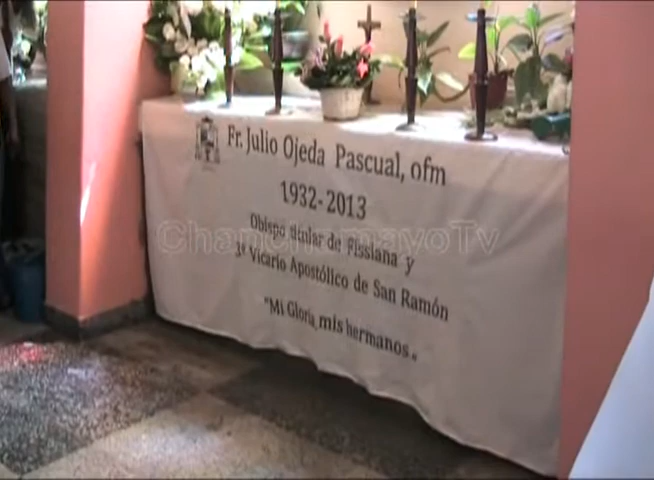 Fr. Julio Ojeda Pascual, ofm
1932-2013
Obispo titular de Fissiana y
3º Vicario Apostólico de San Ramón
"Mi Gloria, mis hermanos."
ChanchamayoTV